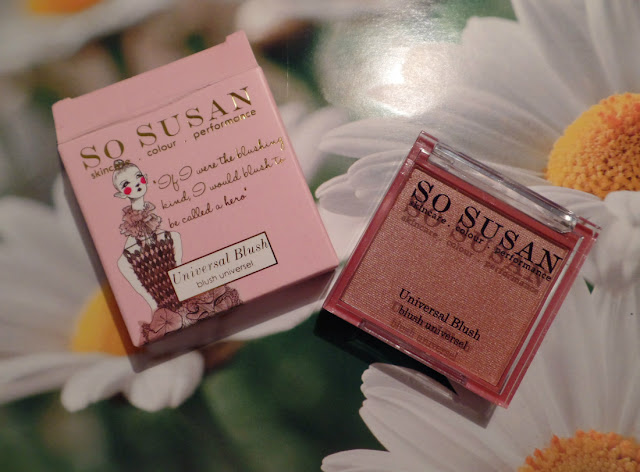 SO SUSAN
skincare . colour . performance
"If I were the blushing
kind, I would blush to
be called a hero"
Universal Blush
blush universel
SO SUSAN
skincare . colour . performance
Universal Blush
blush universel